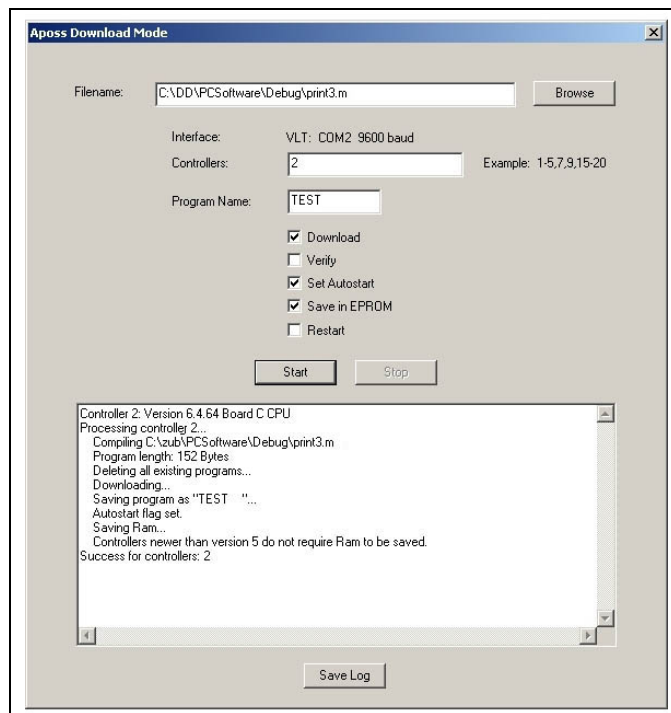 Aposs Download Mode
Filename: C:\DD\PCSoftware\Debug\print3.m Browse
Interface: VLT: COM2 9600 baud
Controllers: 2 Example: 1-5,7,9,15-20
Program Name: TEST
Download
Verify
Set Autostart
Save in EPROM
Restart
Start Stop
Controller 2: Version 6.4.64 Board C CPU
Processing controller 2...
Compiling C:\zub\PCSoftware\Debug\print3.m
Program length: 152 Bytes
Deleting all existing programs...
Downloading...
Saving program as "TEST    "...
Autostart flag set.
Saving Ram...
Controllers newer than version 5 do not require Ram to be saved.
Success for controllers: 2
Save Log